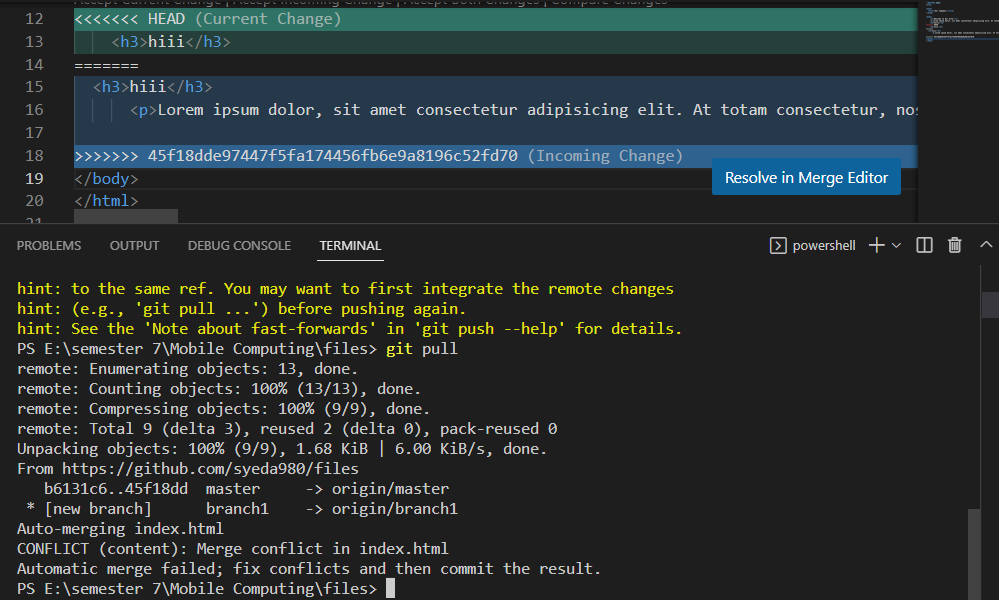 Accept Current Change | Accept Incoming Change | Accept Both Changes | Compare Changes
12 <<<<<<< HEAD (Current Change)
13 <h3>hiii</h3>
14 =======
15 <h3>hiii</h3>
16 <p>Lorem ipsum dolor, sit amet consectetur adipisicing elit. At totam consectetur, nos
17
18 >>>>>>> 45f18dde97447f5fa174456fb6e9a8196c52fd70 (Incoming Change)
19 </body>
20 </html>
21
Resolve in Merge Editor
PROBLEMS OUTPUT DEBUG CONSOLE TERMINAL powershell
hint: to the same ref. You may want to first integrate the remote changes
hint: (e.g., 'git pull ...') before pushing again.
hint: See the 'Note about fast-forwards' in 'git push --help' for details.
PS E:\semester 7\Mobile Computing\files> git pull
remote: Enumerating objects: 13, done.
remote: Counting objects: 100% (13/13), done.
remote: Compressing objects: 100% (9/9), done.
remote: Total 9 (delta 3), reused 2 (delta 0), pack-reused 0
Unpacking objects: 100% (9/9), 1.68 KiB | 6.00 KiB/s, done.
From https://github.com/syeda980/files
b6131c6..45f18dd master -> origin/master
* [new branch] branch1 -> origin/branch1
Auto-merging index.html
CONFLICT (content): Merge conflict in index.html
Automatic merge failed; fix conflicts and then commit the result.
PS E:\semester 7\Mobile Computing\files>